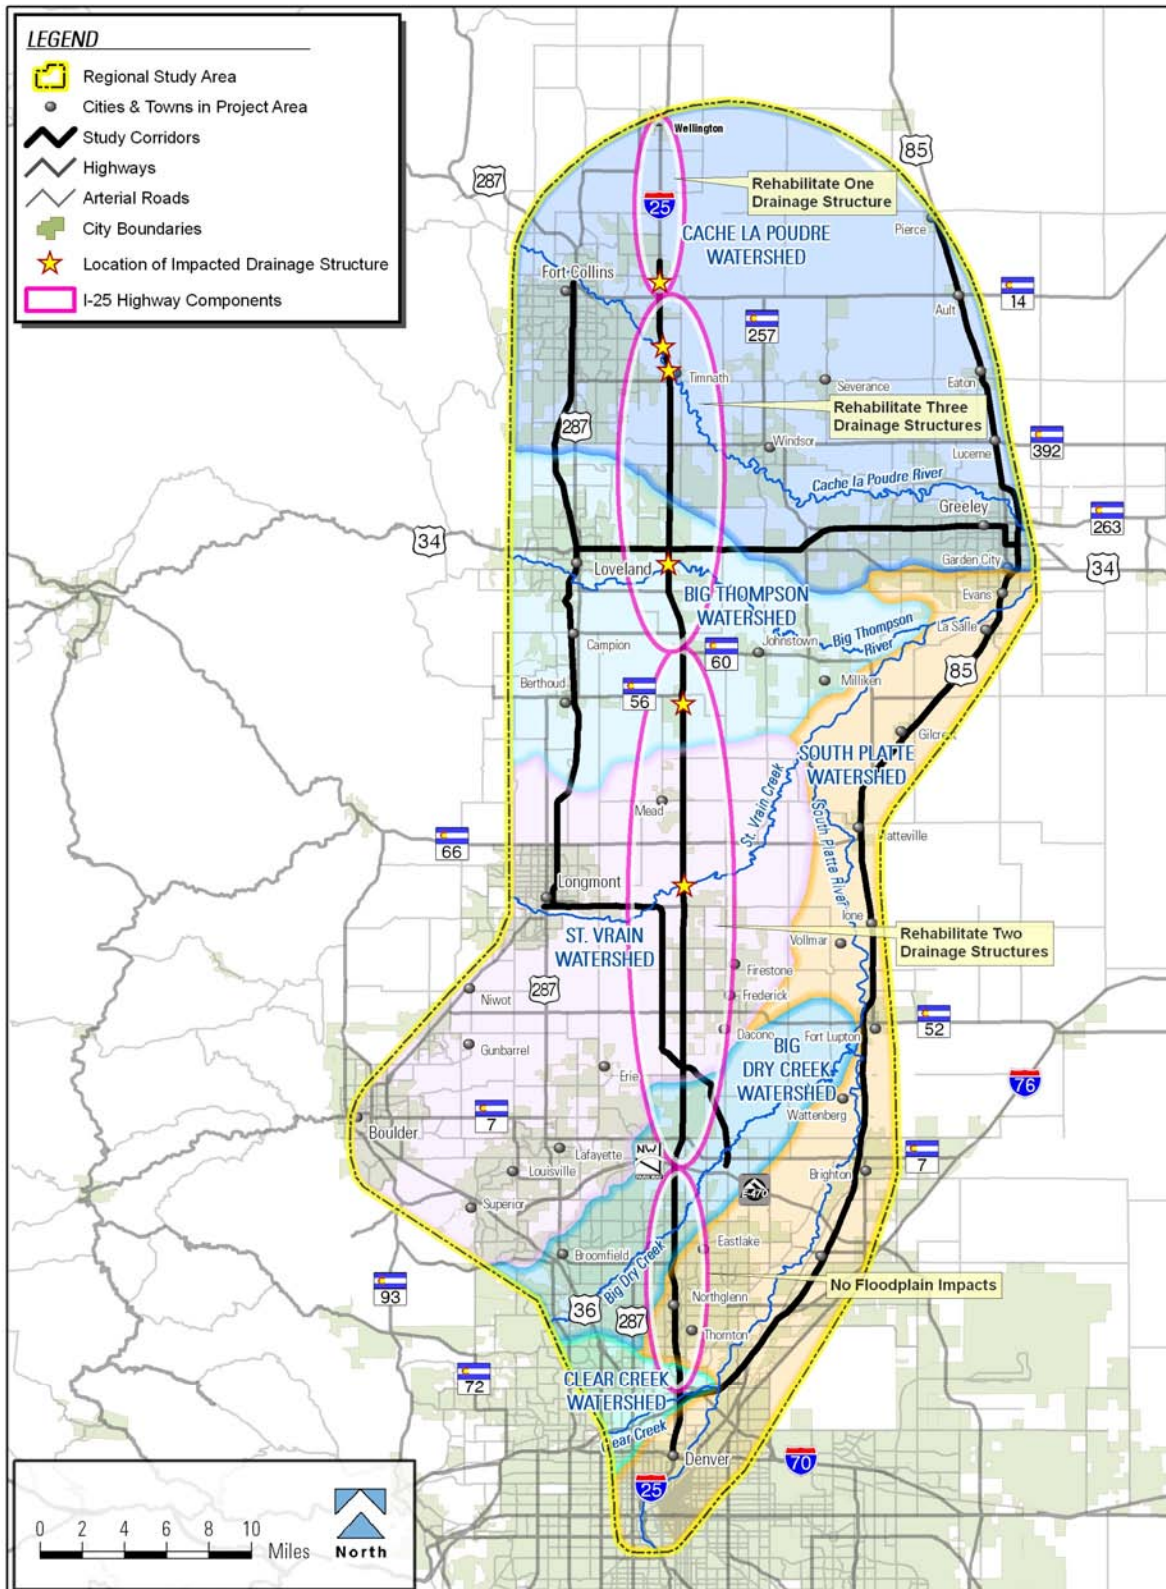 LEGEND
Regional Study Area
Cities & Towns in Project Area
Study Corridors
Highways
Arterial Roads
City Boundaries
Location of Impacted Drainage Structure
I-25 Highway Components
Wellington
85
287
Rehabilitate One
Drainage Structure
25
CACHE LA POUDRE
WATERSHED
Pierce
Fort Collins
14
Ault
257
Timnath
Severance
Eaton
Rehabilitate Three
Drainage Structures
287
Windsor
Lucerne
392
Cache la Poudre River
Greeley
263
34
Garden City
34
Loveland
BIG THOMPSON
WATERSHED
Evans
La Salle
Big Thompson
River
Campion
60
Johnstown
Milliken
85
Berthoud
56
Gilcre
SOUTH PLATTE
WATERSHED
Mead
St. Vrain Creek
South Platte River
latteville
66
Longmont
Ione
ST. VRAIN
WATERSHED
Vollmar
Rehabilitate Two
Drainage Structures
Firestone
287
Niwot
Frederick
52
Dacono
Fort Lupton
BIG
DRY CREEK
WATERSHED
Gunbarrel
Erie
76
Wattenberg
7
Boulder
NW
Lafayette
7
Louisville
Brighton
E-470
Superior
Eastlake
Broomfield
Big Dry Creek
No Floodplain Impacts
93
36
287
Northglenn
Thornton
72
CLEAR CREEK
WATERSHED
Clear Creek
Denver
70
25
0 2 4 6 8 10
Miles
North